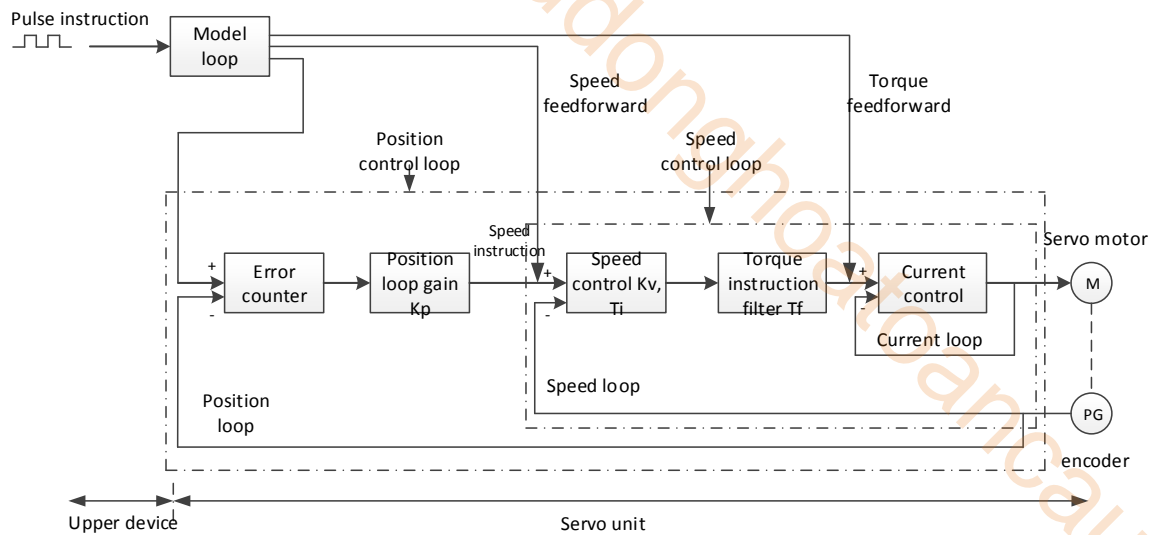 Pulse instruction
Model
loop
Speed
feedforward
Torque
feedforward
Position
control loop
Speed
control loop
Speed
instruction
Servo motor
+
-
Error
counter
Position
loop gain
Kp
+
-
Speed
control Kv,
Ti
Torque
instruction
filter Tf
+
-
Current
control
M
Current loop
Speed loop
Position
loop
PG
encoder
Upper device
Servo unit
adonghoatoancau